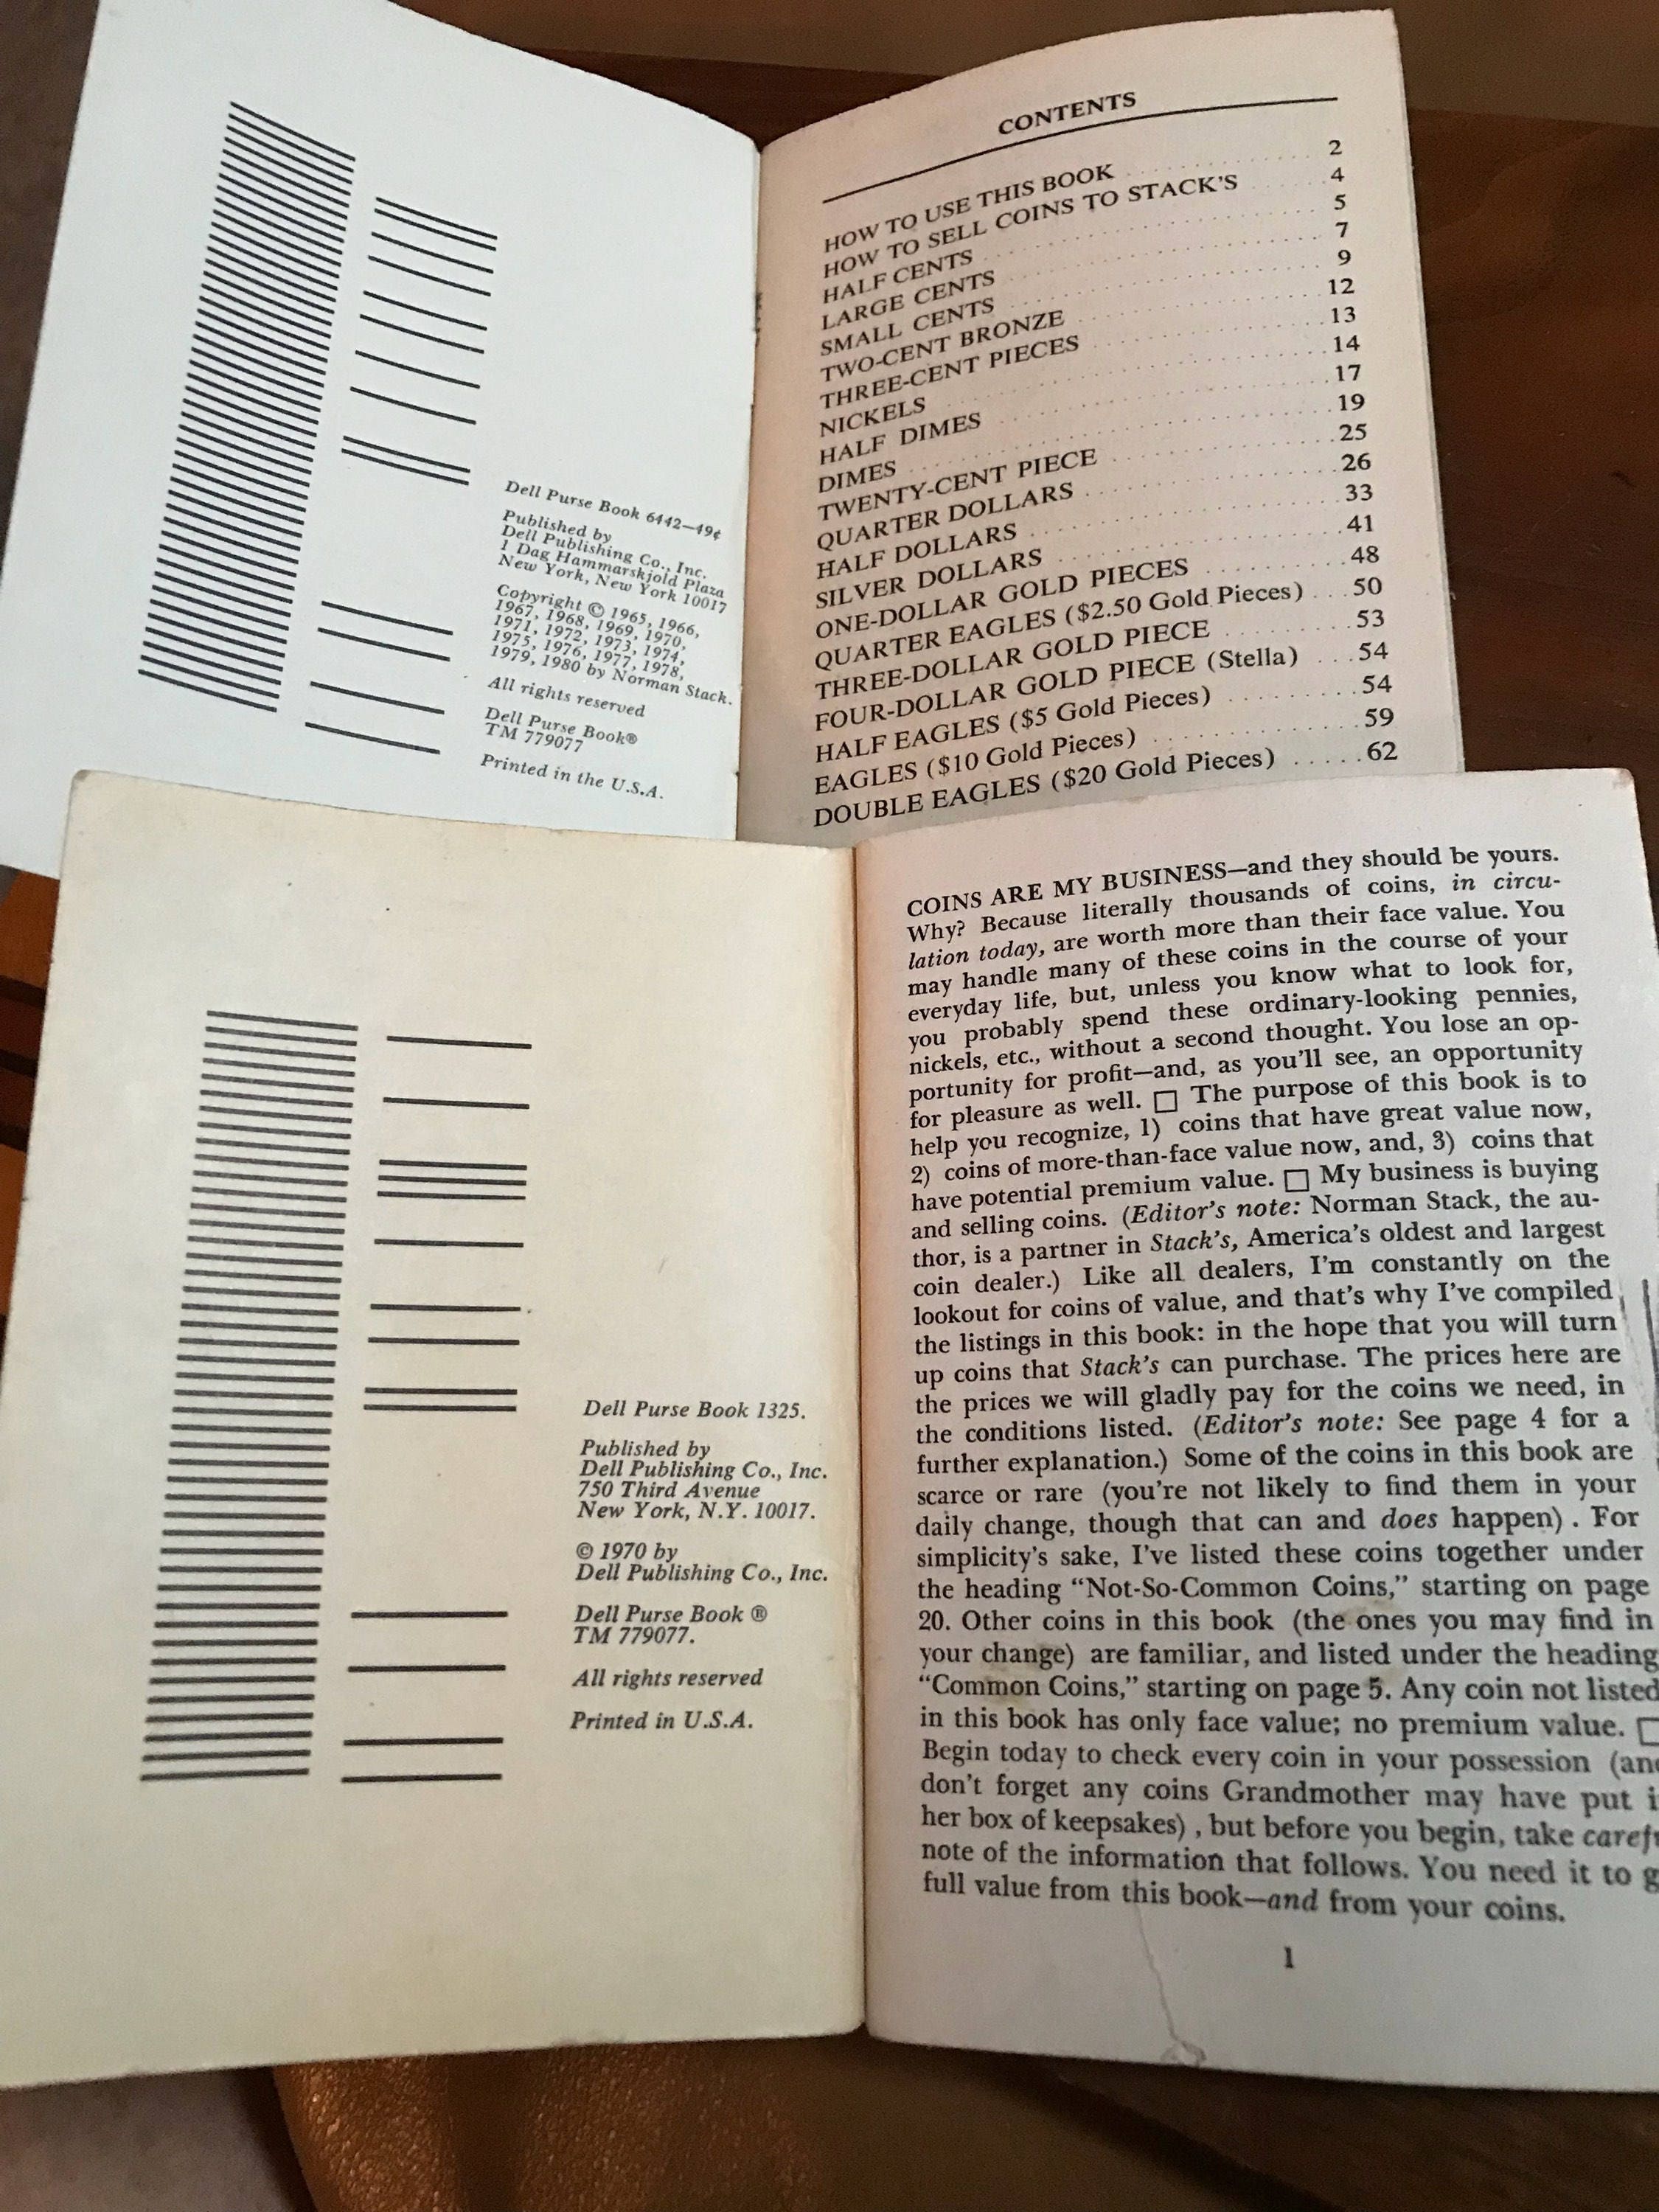 Dell Purse Book 6442—49¢
Published by
Dell Publishing Co., Inc.
1 Dag Hammarskjold Plaza
New York, New York 10017
Copyright © 1965, 1966,
1967, 1968, 1969, 1970,
1971, 1972, 1973, 1974,
1975, 1976, 1977, 1978,
1979, 1980 by Norman Stack.
All rights reserved
Dell Purse Book®
TM 779077
Printed in the U.S.A.
CONTENTS
HOW TO USE THIS BOOK 2
HOW TO SELL COINS TO STACK'S 4
HALF CENTS 5
LARGE CENTS 7
SMALL CENTS 9
TWO-CENT BRONZE 12
THREE-CENT PIECES 13
NICKELS 14
HALF DIMES 17
DIMES 19
TWENTY-CENT PIECE 25
QUARTER DOLLARS 26
HALF DOLLARS 33
SILVER DOLLARS 41
ONE-DOLLAR GOLD PIECES 48
QUARTER EAGLES ($2.50 Gold Pieces) 50
THREE-DOLLAR GOLD PIECE 53
FOUR-DOLLAR GOLD PIECE (Stella) 54
HALF EAGLES ($5 Gold Pieces) 54
EAGLES ($10 Gold Pieces) 59
DOUBLE EAGLES ($20 Gold Pieces) 62
Dell Purse Book 1325.
Published by
Dell Publishing Co., Inc.
750 Third Avenue
New York, N.Y. 10017.
© 1970 by
Dell Publishing Co., Inc.
Dell Purse Book ®
TM 779077.
All rights reserved
Printed in U.S.A.
COINS ARE MY BUSINESS—and they should be yours.
Why? Because literally thousands of coins, in circu-
lation today, are worth more than their face value. You
may handle many of these coins in the course of your
everyday life, but, unless you know what to look for,
you probably spend these ordinary-looking pennies,
nickels, etc., without a second thought. You lose an op-
portunity for profit—and, as you'll see, an opportunity
for pleasure as well. □ The purpose of this book is to
help you recognize, 1) coins that have great value now,
2) coins of more-than-face value now, and, 3) coins that
have potential premium value. □ My business is buying
and selling coins. (Editor's note: Norman Stack, the au-
thor, is a partner in Stack's, America's oldest and largest
coin dealer.) Like all dealers, I'm constantly on the
lookout for coins of value, and that's why I've compiled
the listings in this book: in the hope that you will turn
up coins that Stack's can purchase. The prices here are
the prices we will gladly pay for the coins we need, in
the conditions listed. (Editor's note: See page 4 for a
further explanation.) Some of the coins in this book are
scarce or rare (you're not likely to find them in your
daily change, though that can and does happen). For
simplicity's sake, I've listed these coins together under
the heading "Not-So-Common Coins," starting on page
20. Other coins in this book (the ones you may find in
your change) are familiar, and listed under the heading
"Common Coins," starting on page 5. Any coin not listed
in this book has only face value; no premium value. □
Begin today to check every coin in your possession (and
don't forget any coins Grandmother may have put
her box of keepsakes), but before you begin, take
note of the information that follows. You need it to
full value from this book—and from your coins.
1